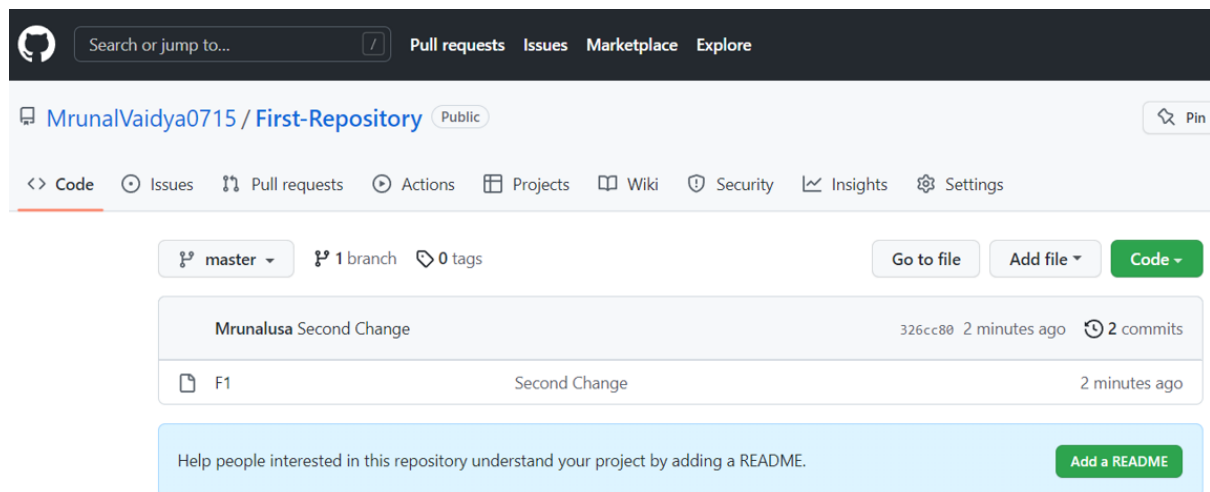 Search or jump to... / Pull requests Issues Marketplace Explore
MrunalVaidya0715 / First-Repository Public Pin
<> Code Issues Pull requests Actions Projects Wiki Security Insights Settings
master 1 branch 0 tags Go to file Add file Code
Mrunalusa Second Change 326cc80 2 minutes ago 2 commits
F1 Second Change 2 minutes ago
Help people interested in this repository understand your project by adding a README. Add a README